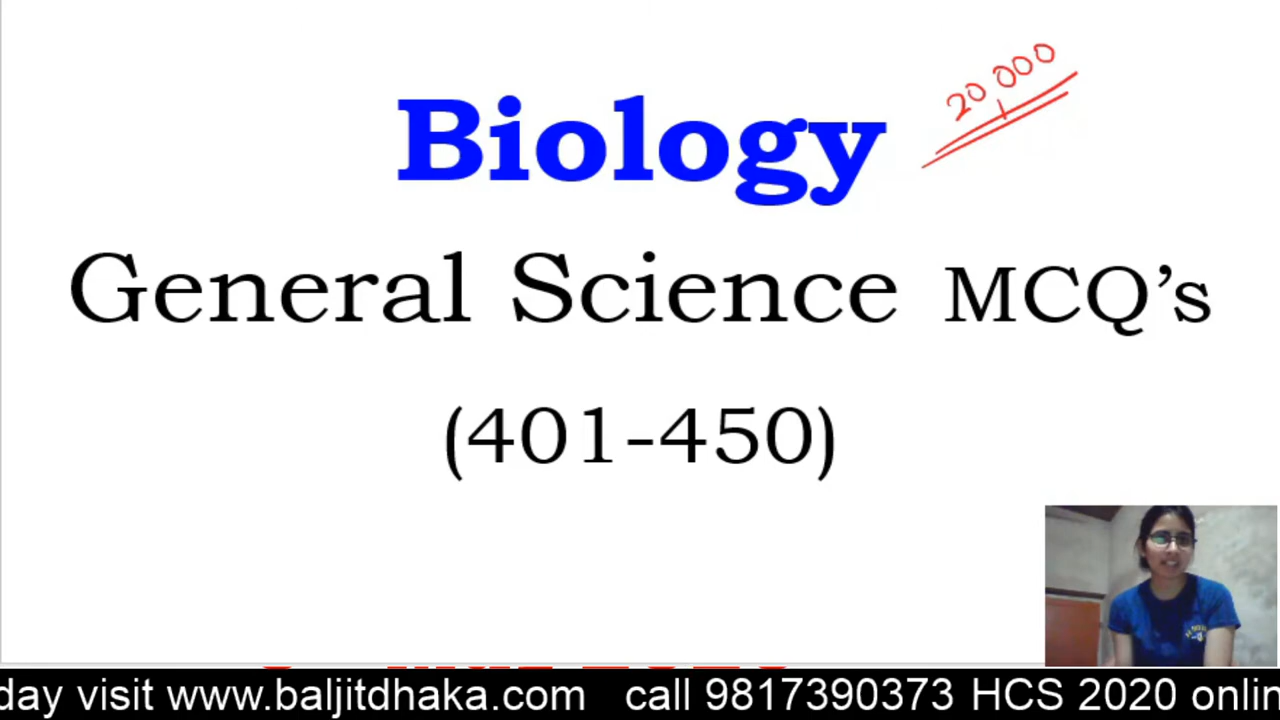 Biology
20,000
General Science MCQ’s
(401-450)
day visit www.baljitdhaka.com call 9817390373 HCS 2020 onlin